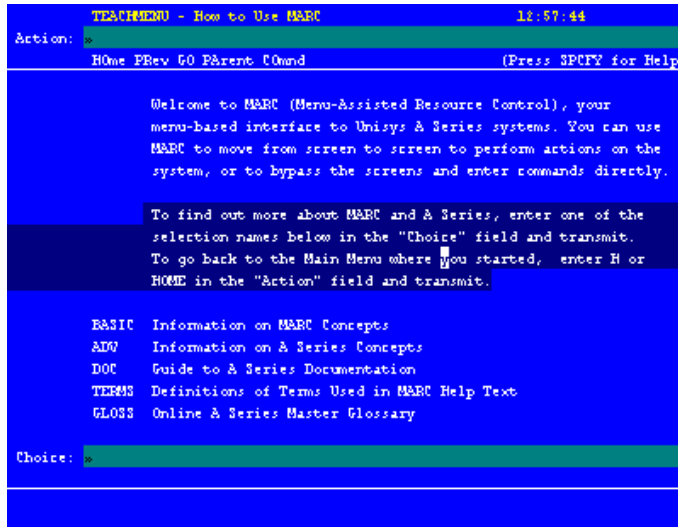 TEACHMENU - How to Use MARC 12:57:44
Action: »
HOme PRev GO PArent COmnd (Press SPCFY for Help
Welcome to MARC (Menu-Assisted Resource Control), your
menu-based interface to Unisys A Series systems. You can use
MARC to move from screen to screen to perform actions on the
system, or to bypass the screens and enter commands directly.
To find out more about MARC and A Series, enter one of the
selection names below in the "Choice" field and transmit.
To go back to the Main Menu where you started, enter H or
HOME in the "Action" field and transmit.
BASIC Information on MARC Concepts
ADV Information on A Series Concepts
DOC Guide to A Series Documentation
TERMS Definitions of Terms Used in MARC Help Text
GLOSS Online A Series Master Glossary
Choice: »